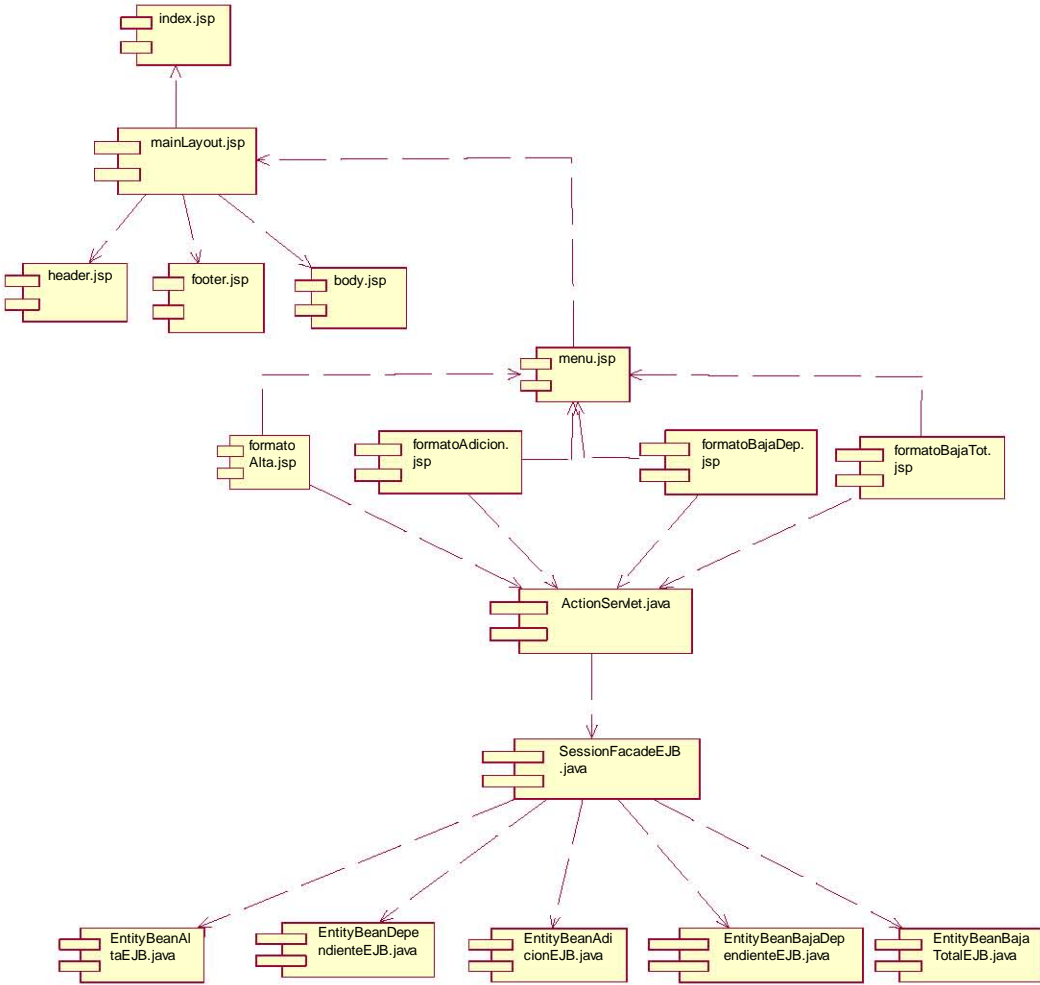 index.jsp
mainLayout.jsp
header.jsp
footer.jsp
body.jsp
menu.jsp
formato
Alta.jsp
formatoAdicion.
jsp
formatoBajaDep.
jsp
formatoBajaTot.
jsp
ActionServlet.java
SessionFacadeEJB
.java
EntityBeanAl
taEJB.java
EntityBeanDepe
ndienteEJB.java
EntityBeanAdi
cionEJB.java
EntityBeanBajaDep
endienteEJB.java
EntityBeanBaja
TotalEJB.java